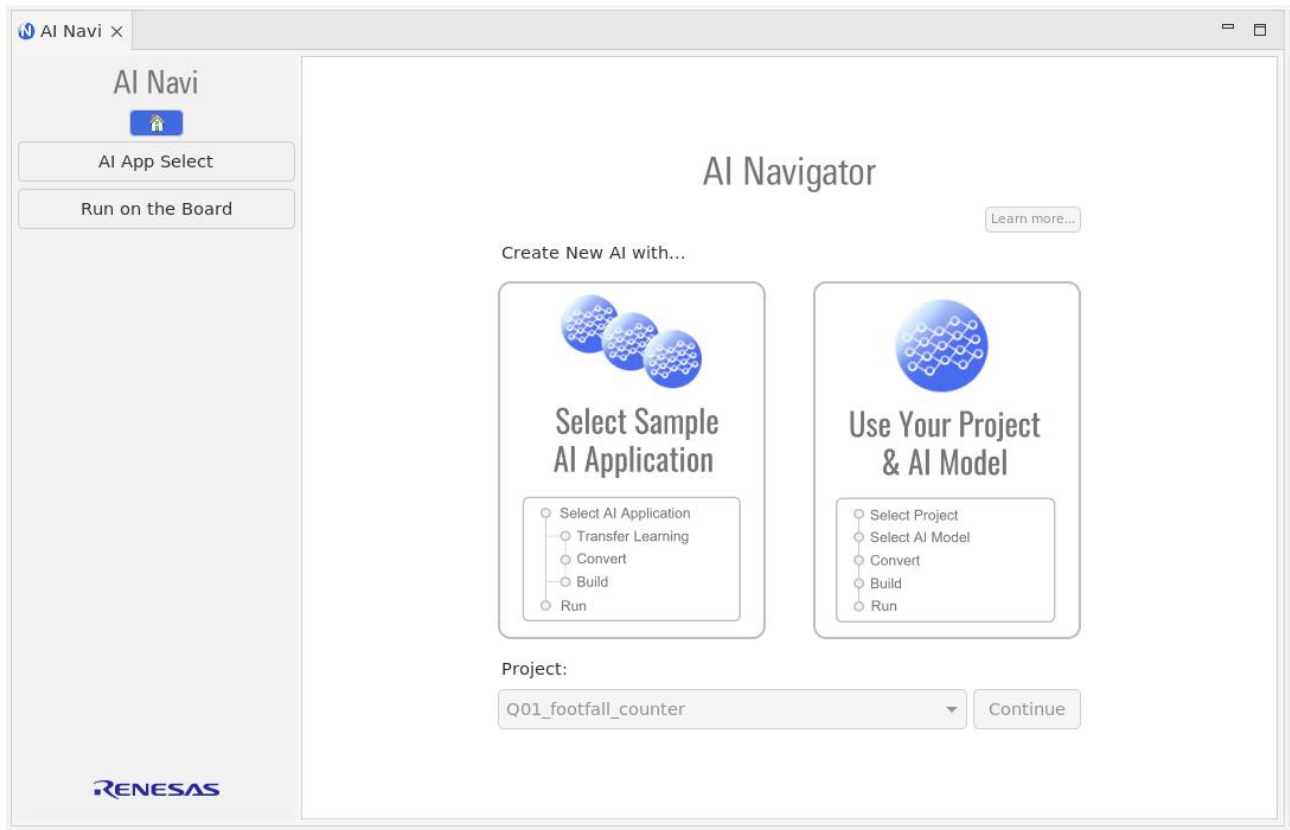 AI Navi
AI Navi
AI App Select
Run on the Board
RENESAS
AI Navigator
Learn more...
Create New AI with...
Select Sample
AI Application
Select AI Application
Transfer Learning
Convert
Build
Run
Use Your Project
& AI Model
Select Project
Select AI Model
Convert
Build
Run
Project:
Q01_footfall_counter
Continue